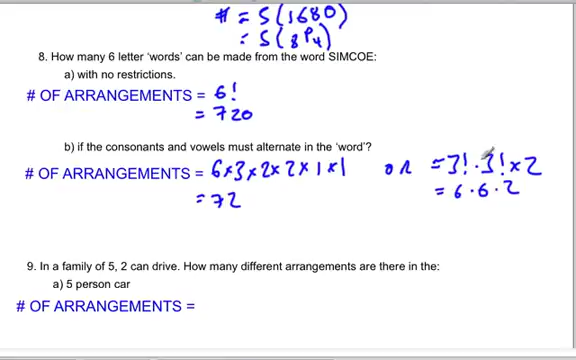 # = 5(1680)
= 5(8P4)
8. How many 6 letter 'words' can be made from the word SIMCOE:
a) with no restrictions.
# OF ARRANGEMENTS = 6!
= 720
b) if the consonants and vowels must alternate in the 'word'?
# OF ARRANGEMENTS = 6×3×2×2×1×1 OR = 3!·3!×2
= 72 = 6·6·2
9. In a family of 5, 2 can drive. How many different arrangements are there in the:
a) 5 person car
# OF ARRANGEMENTS =